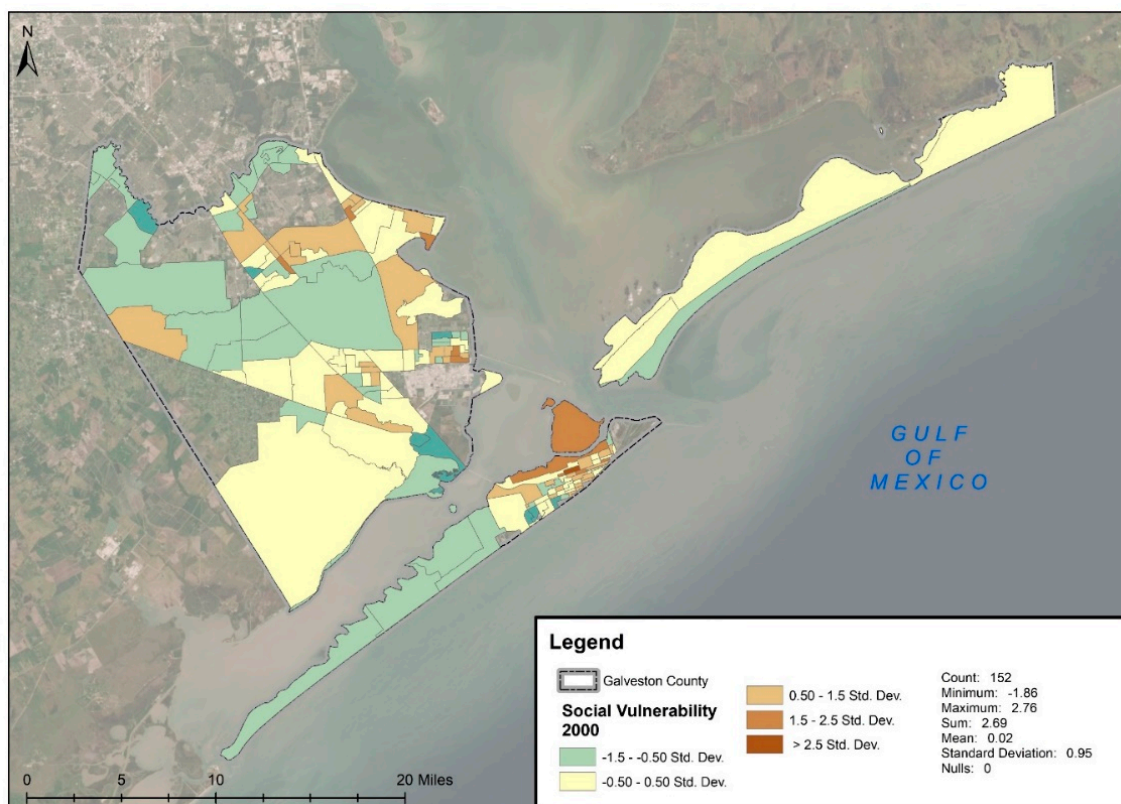 N
GULF
OF
MEXICO
Legend
Galveston County
Social Vulnerability
2000
-1.5 - -0.50 Std. Dev.
-0.50 - 0.50 Std. Dev.
0.50 - 1.5 Std. Dev.
1.5 - 2.5 Std. Dev.
> 2.5 Std. Dev.
Count: 152
Minimum: -1.86
Maximum: 2.76
Sum: 2.69
Mean: 0.02
Standard Deviation: 0.95
Nulls: 0
0 5 10 20 Miles